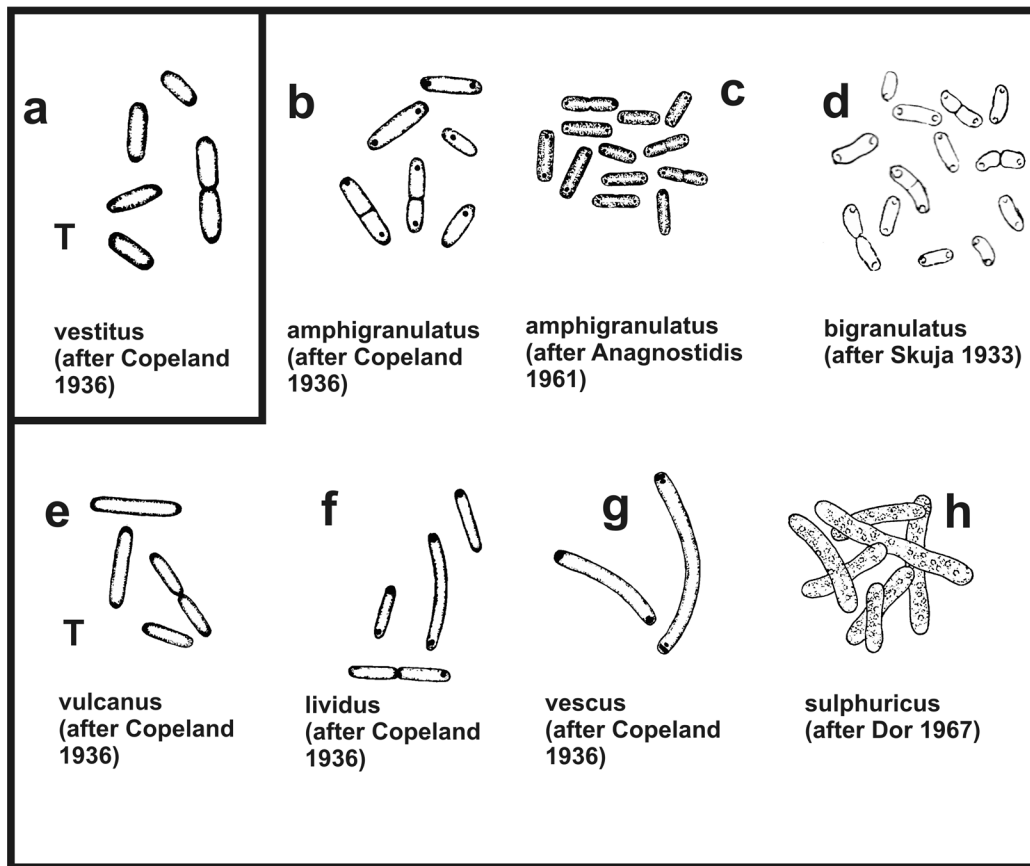 a
T
vestitus
(after Copeland
1936)
b
amphigranulatus
(after Copeland
1936)
c
amphigranulatus
(after Anagnostidis
1961)
d
bigranulatus
(after Skuja 1933)
e
T
vulcanus
(after Copeland
1936)
f
lividus
(after Copeland
1936)
g
vescus
(after Copeland
1936)
h
sulphuricus
(after Dor 1967)